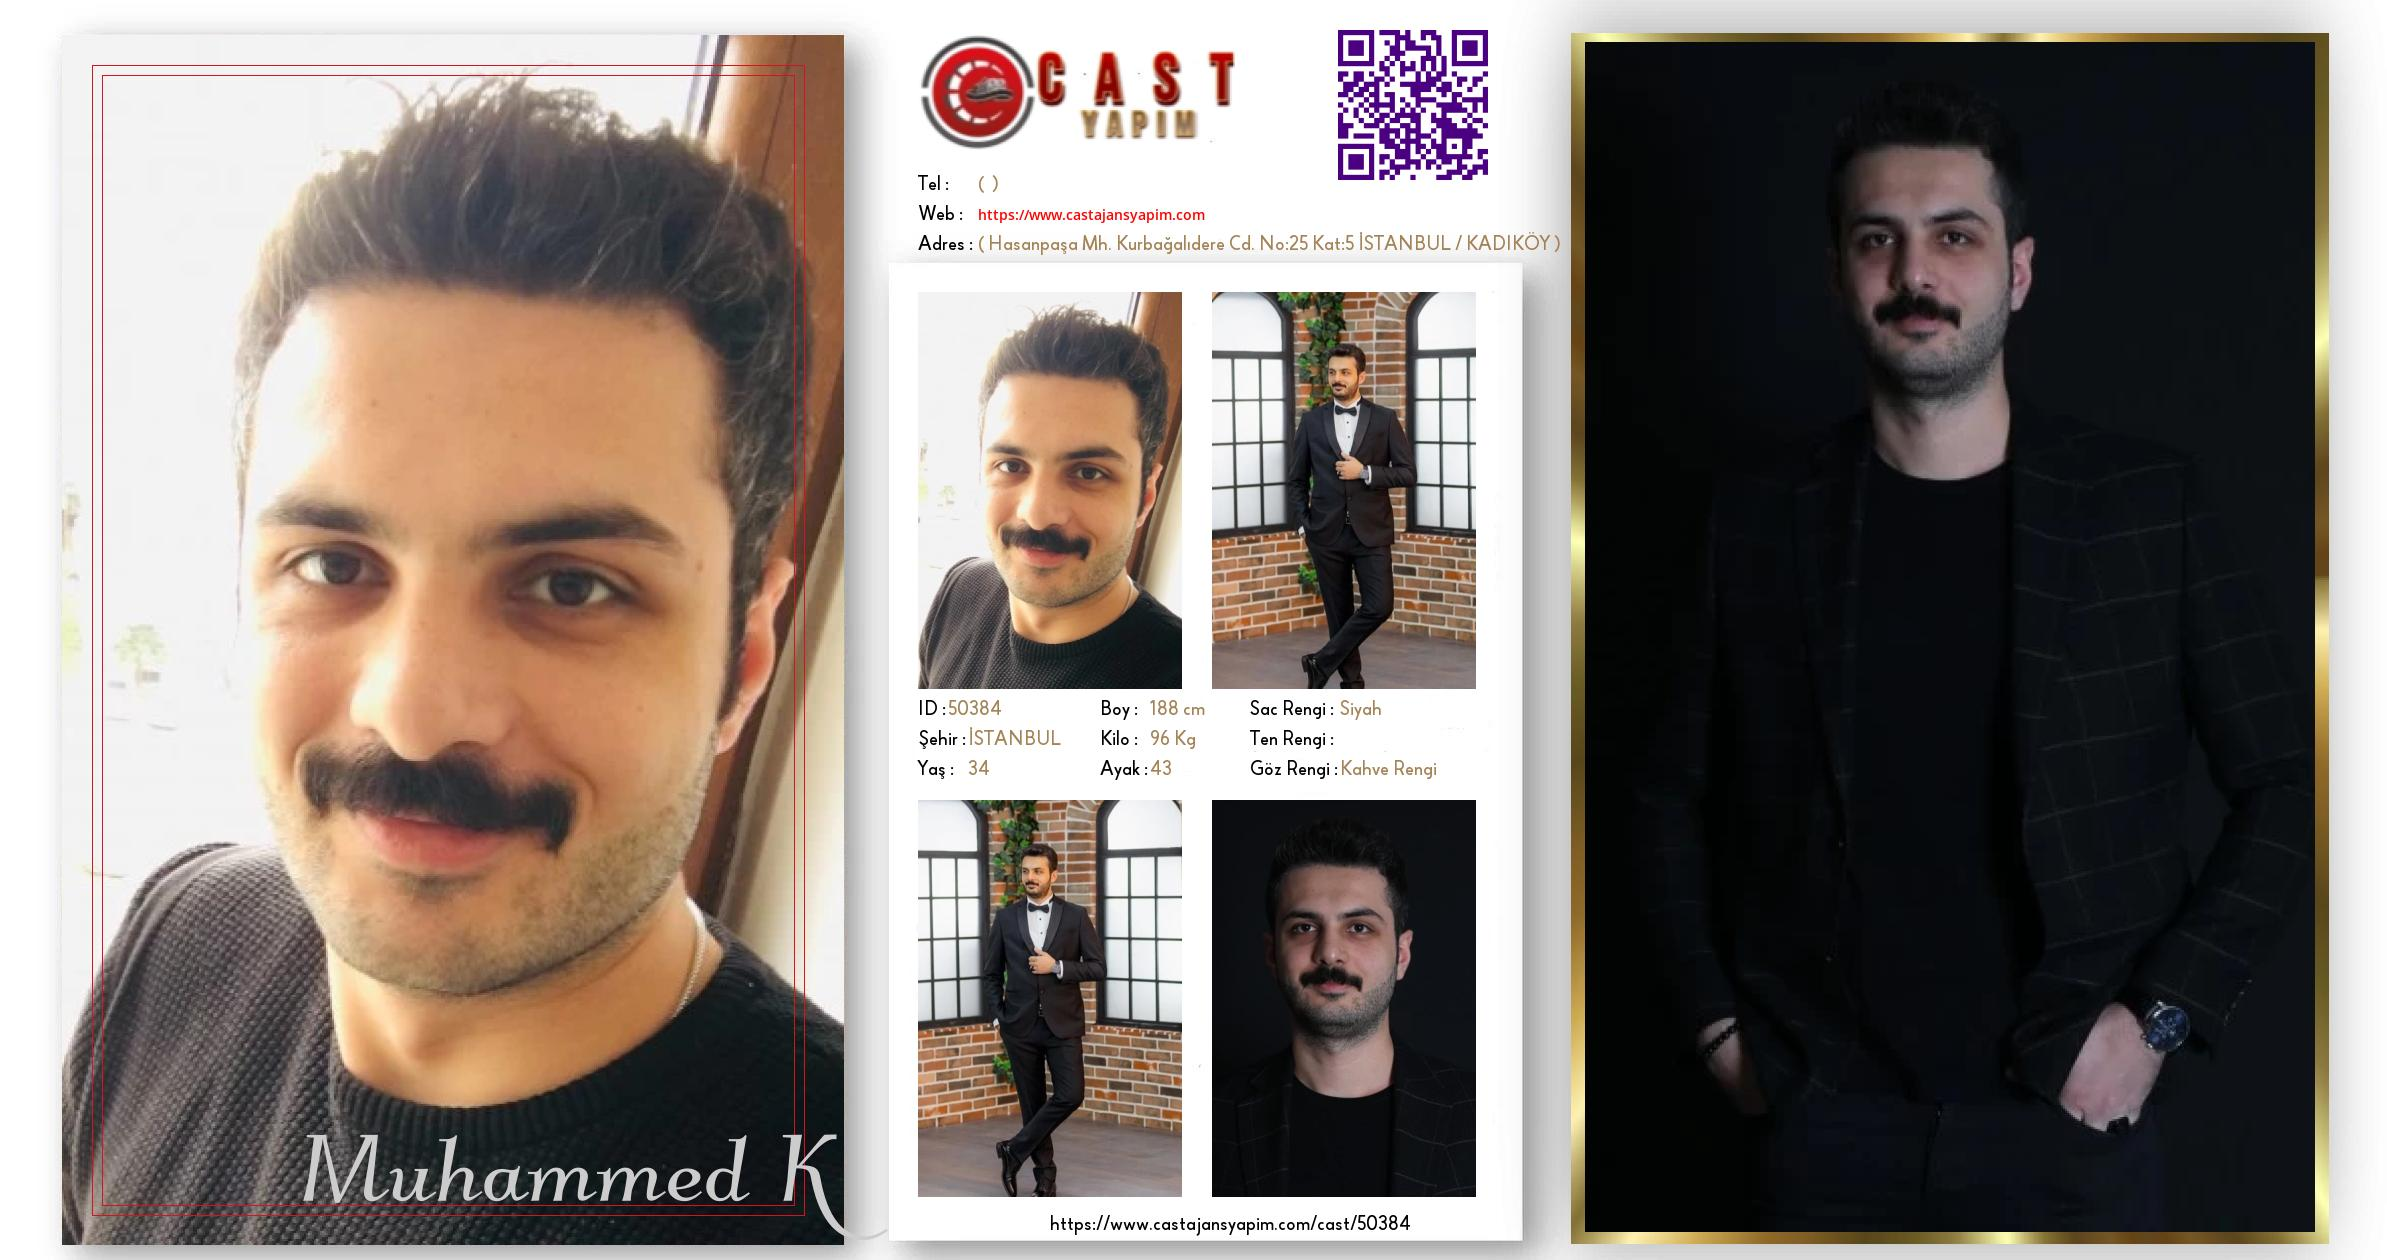 Muhammed K
CAST
YAPIM
Tel : ( )
Web : https://www.castajansyapim.com
Adres : ( Hasanpaşa Mh. Kurbağalıdere Cd. No:25 Kat:5 İSTANBUL / KADIKÖY )
ID : 50384 Boy : 188 cm Sac Rengi : Siyah
Şehir : İSTANBUL Kilo : 96 Kg Ten Rengi :
Yaş : 34 Ayak : 43 Göz Rengi : Kahve Rengi
https://www.castajansyapim.com/cast/50384